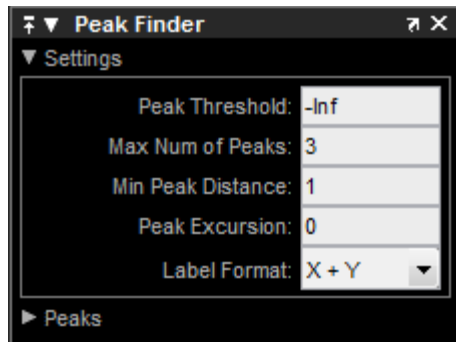 Peak Finder
Settings
Peak Threshold: -Inf
Max Num of Peaks: 3
Min Peak Distance: 1
Peak Excursion: 0
Label Format: X + Y
Peaks